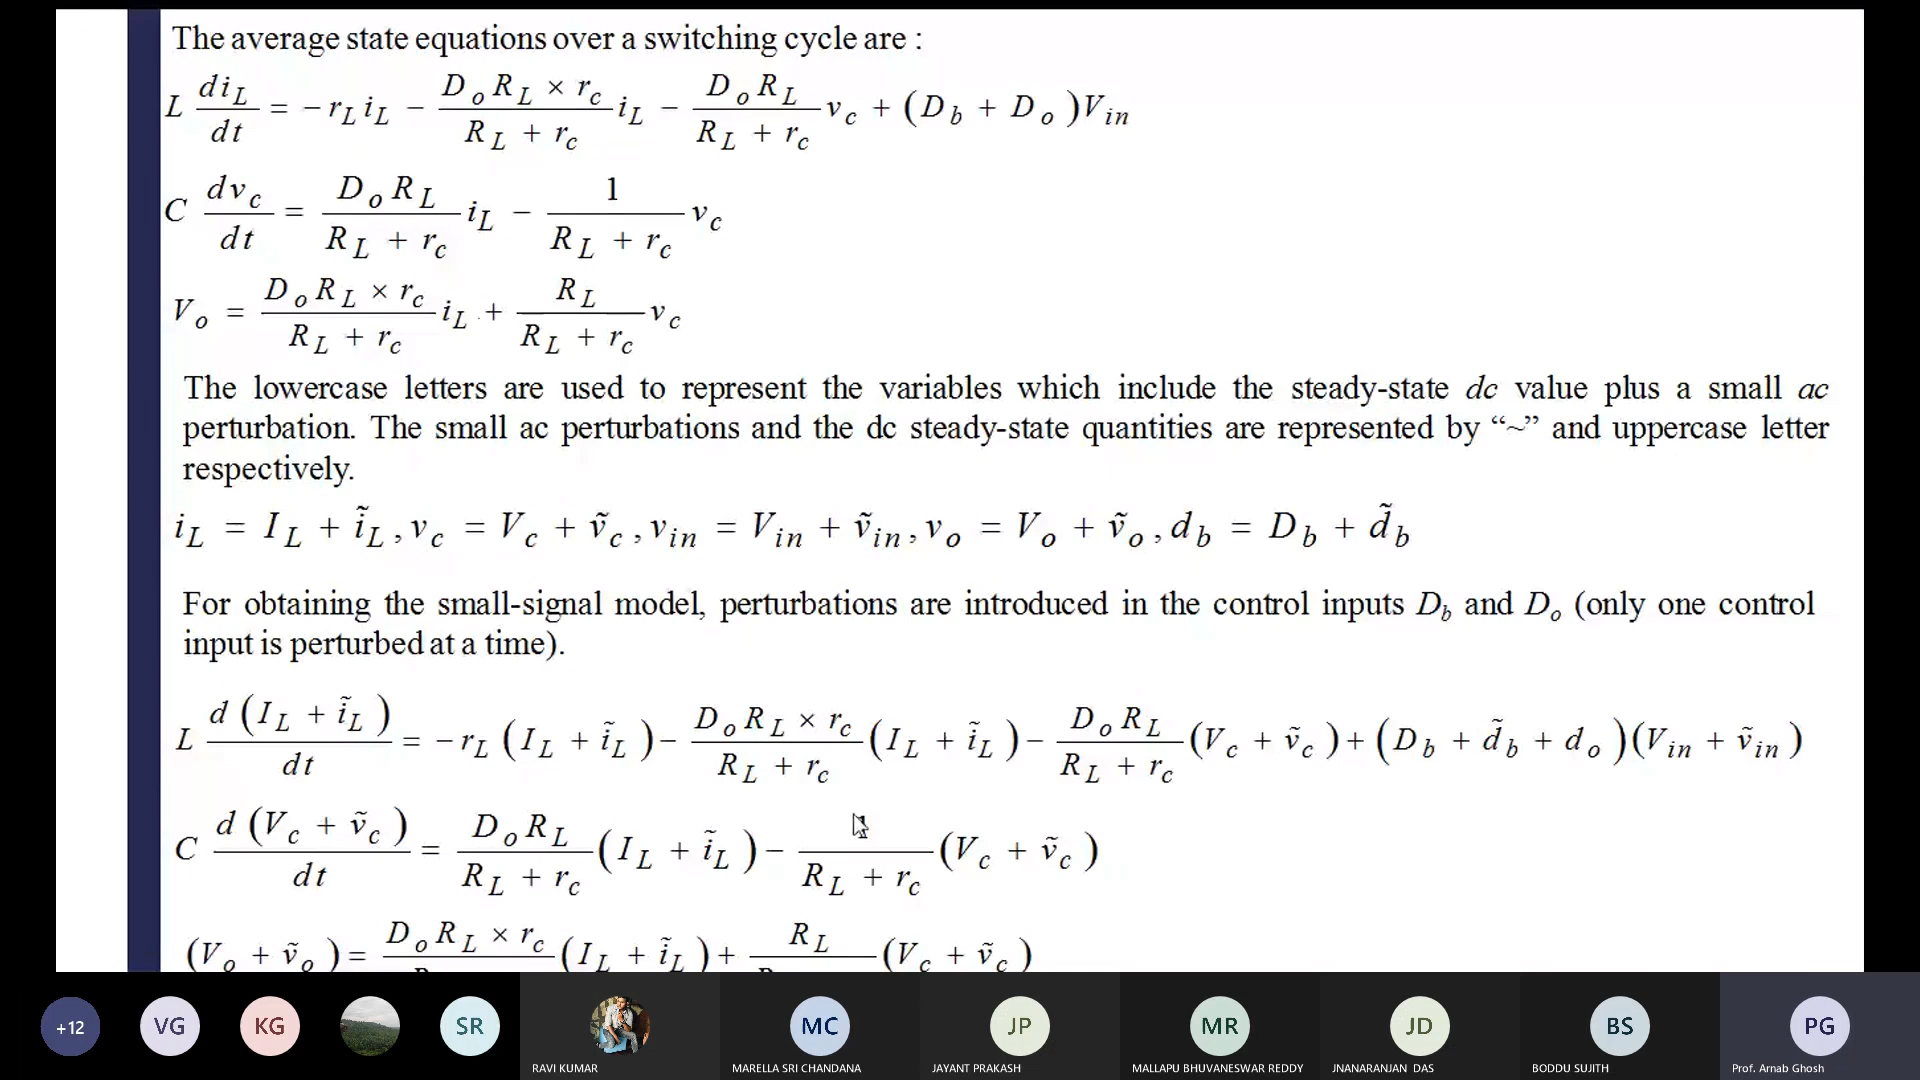 The average state equations over a switching cycle are :
L di_L/dt = −r_L i_L − (D_o R_L × r_c)/(R_L + r_c) i_L − (D_o R_L)/(R_L + r_c) v_c + (D_b + D_o)V_in
C dv_c/dt = (D_o R_L)/(R_L + r_c) i_L − 1/(R_L + r_c) v_c
V_o = (D_o R_L × r_c)/(R_L + r_c) i_L + R_L/(R_L + r_c) v_c
The lowercase letters are used to represent the variables which include the steady-state dc value plus a small ac
perturbation. The small ac perturbations and the dc steady-state quantities are represented by “~” and uppercase letter
respectively.
i_L = I_L + ĩ_L, v_c = V_c + ṽ_c, v_in = V_in + ṽ_in, v_o = V_o + ṽ_o, d_b = D_b + d̃_b
For obtaining the small-signal model, perturbations are introduced in the control inputs D_b and D_o (only one control
input is perturbed at a time).
L d(I_L + ĩ_L)/dt = −r_L (I_L + ĩ_L) − (D_o R_L × r_c)/(R_L + r_c) (I_L + ĩ_L) − (D_o R_L)/(R_L + r_c) (V_c + ṽ_c) + (D_b + d̃_b + d_o)(V_in + ṽ_in)
C d(V_c + ṽ_c)/dt = (D_o R_L)/(R_L + r_c) (I_L + ĩ_L) − /(R_L + r_c) (V_c + ṽ_c)
(V_o + ṽ_o) = (D_o R_L × r_c)/ (I_L + ĩ_L) + R_L/ (V_c + ṽ_c)
+12 VG KG SR MC JP MR JD BS PG
RAVI KUMAR MARELLA SRI CHANDANA JAYANT PRAKASH MALLAPU BHUVANESWAR REDDY JNANARANJAN DAS BODDU SUJITH Prof. Arnab Ghosh